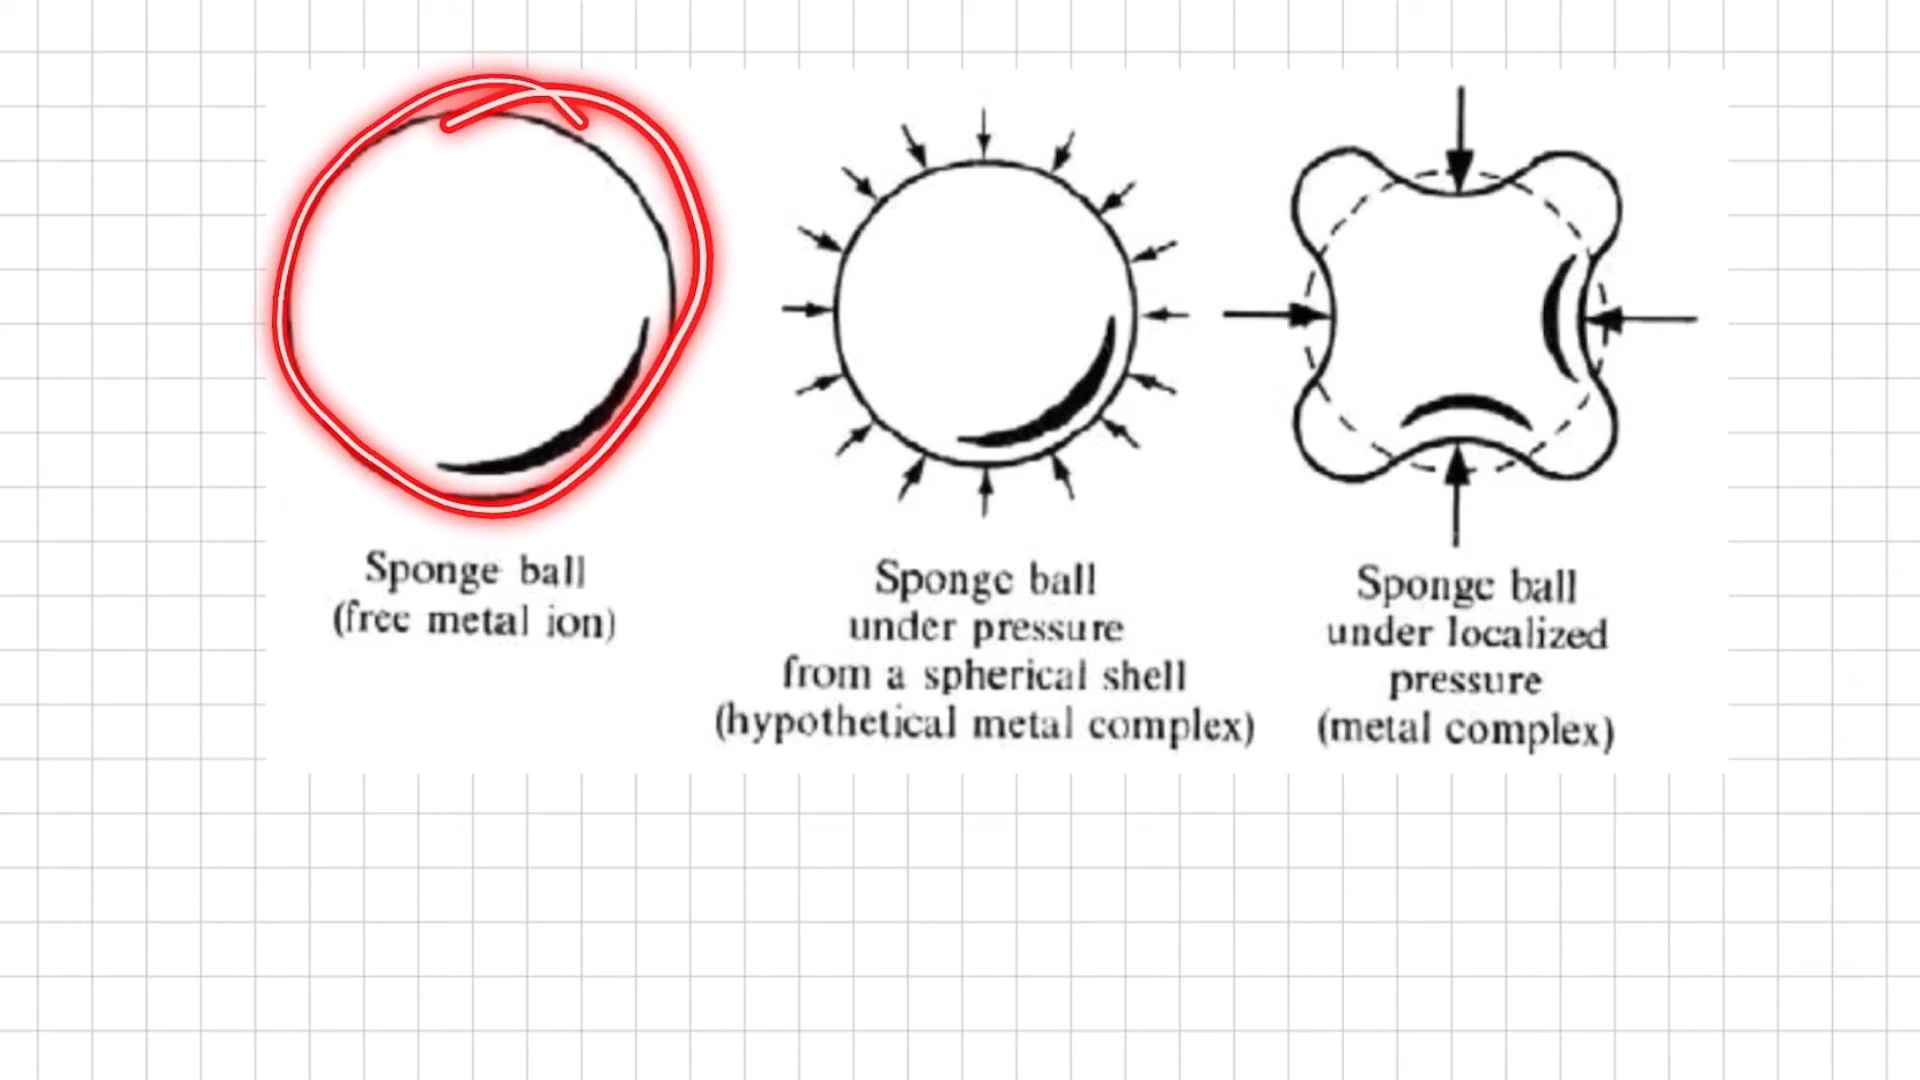 Sponge ball
(free metal ion)
Sponge ball
under pressure
from a spherical shell
(hypothetical metal complex)
Sponge ball
under localized
pressure
(metal complex)